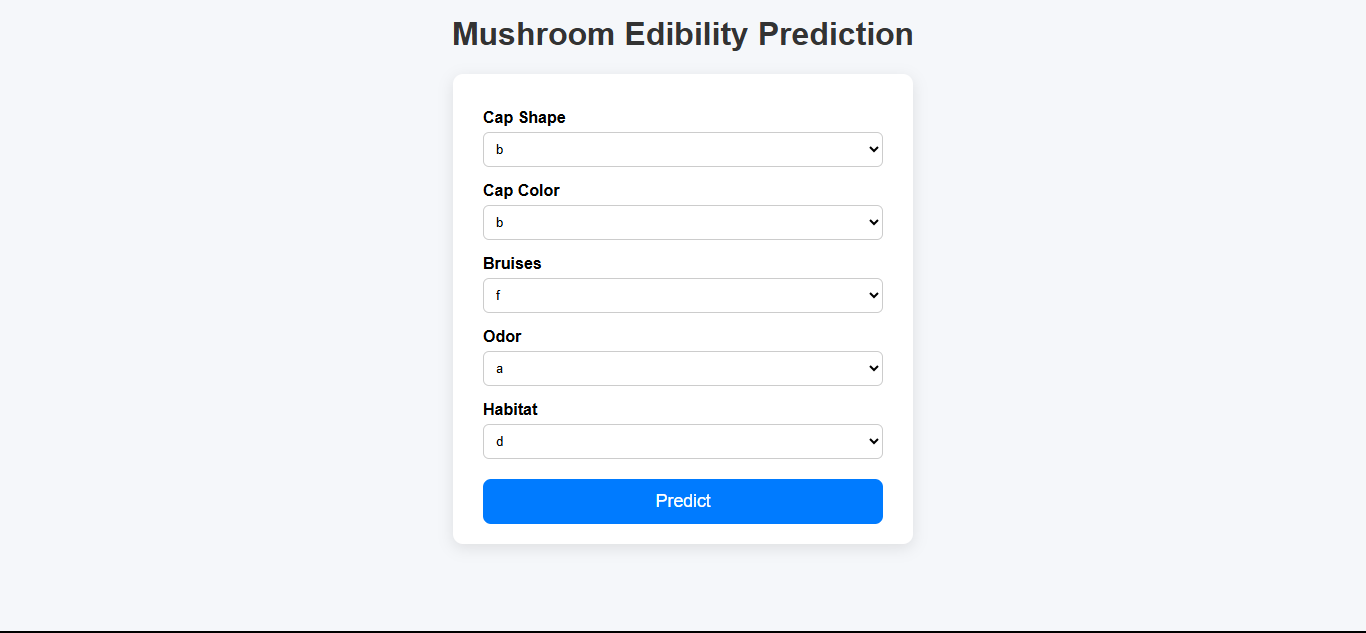 Mushroom Edibility Prediction
Cap Shape
b
Cap Color
b
Bruises
f
Odor
a
Habitat
d
Predict